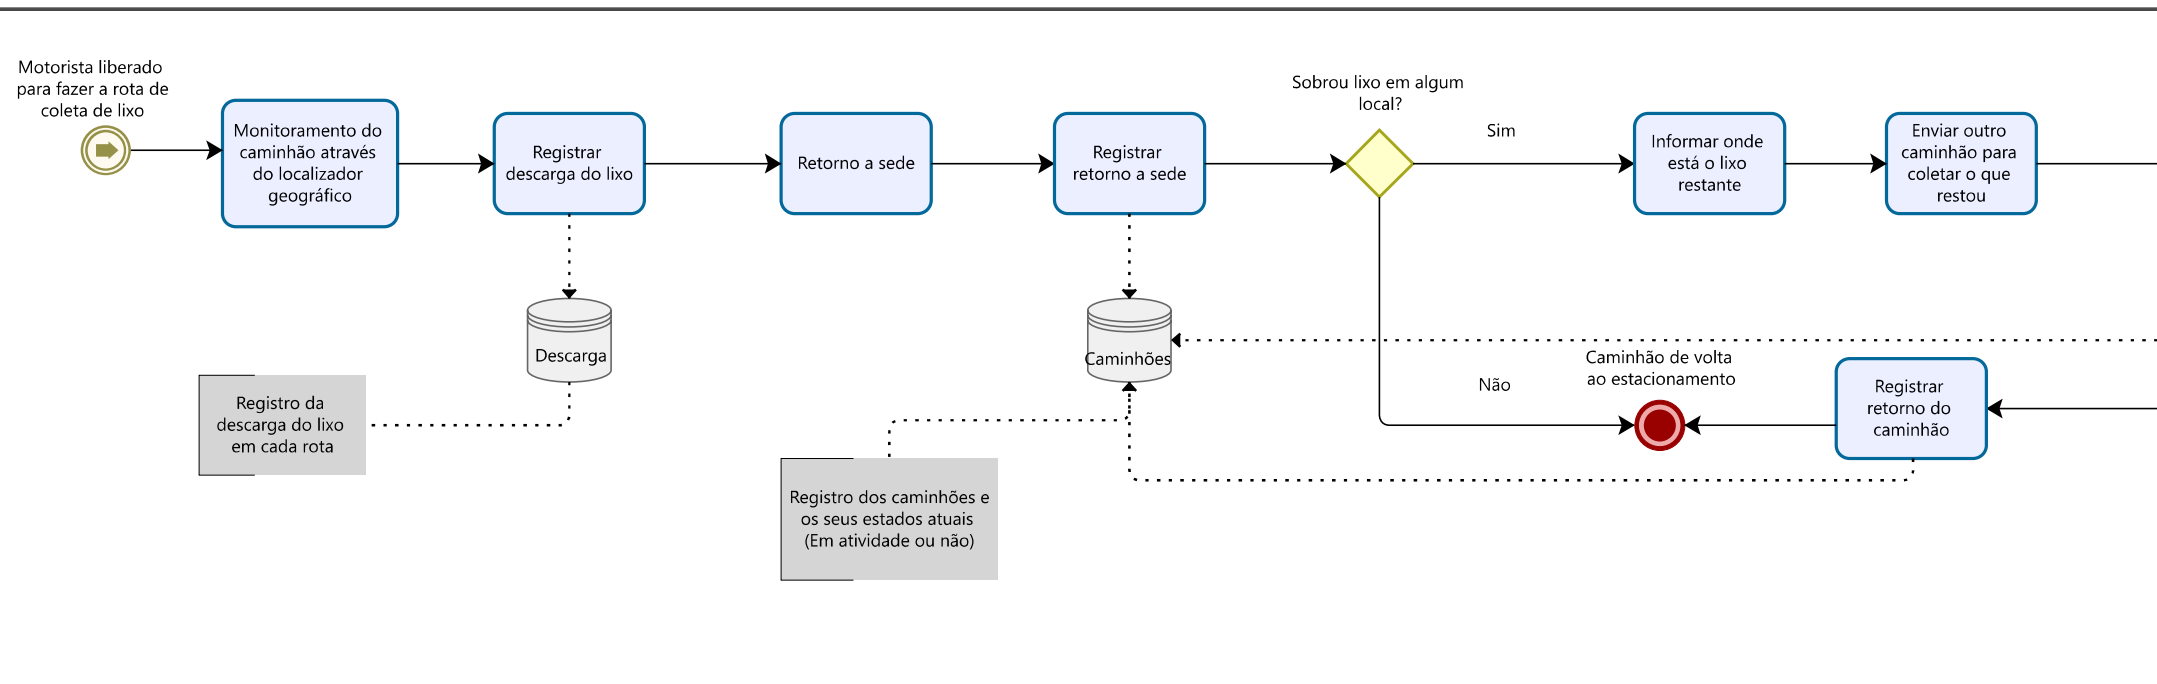 Motorista liberado
para fazer a rota de
coleta de lixo
Monitoramento do
caminhão através
do localizador
geográfico
Registrar
descarga do lixo
Retorno a sede
Registrar
retorno a sede
Sobrou lixo em algum
local?
Sim
Informar onde
está o lixo
restante
Enviar outro
caminhão para
coletar o que
restou
Descarga
Caminhões
Não
Caminhão de volta
ao estacionamento
Registrar
retorno do
caminhão
Registro da
descarga do lixo
em cada rota
Registro dos caminhões e
os seus estados atuais
(Em atividade ou não)